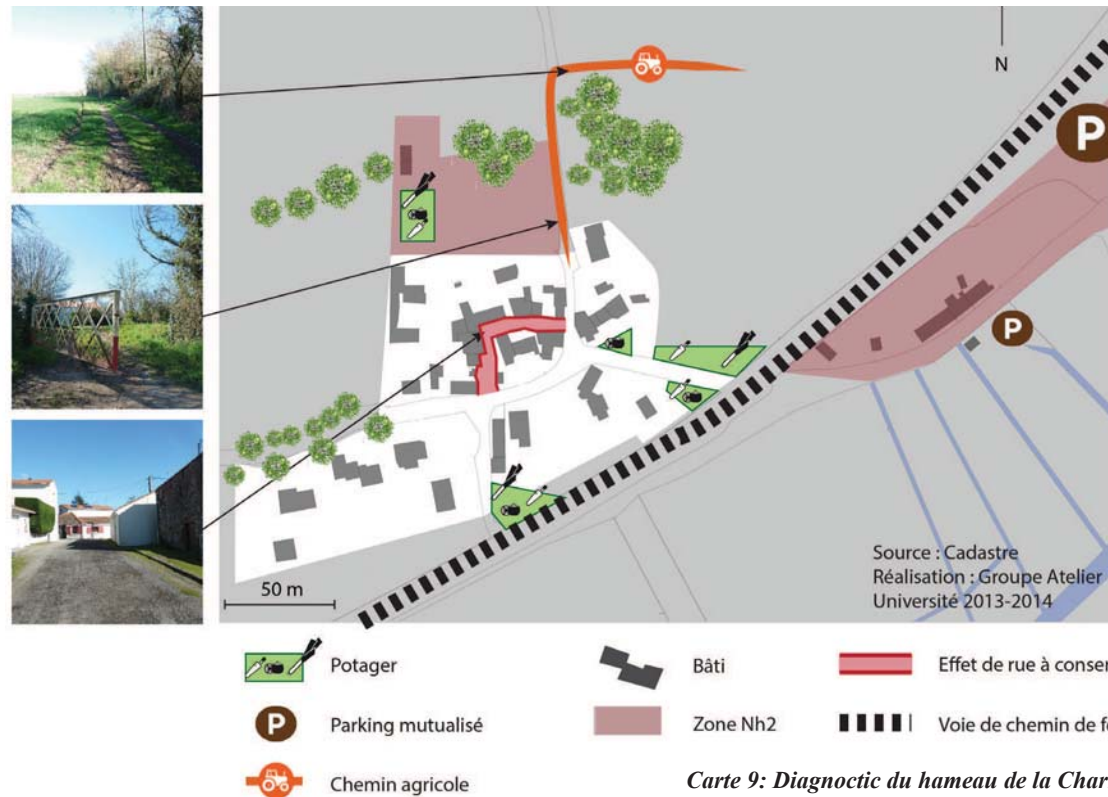 N
P
P
50 m
Source : Cadastre
Réalisation : Groupe Atelier
Université 2013-2014
Potager
Bâti
Effet de rue à conser
Parking mutualisé
Zone Nh2
Voie de chemin de fe
Chemin agricole
P
Carte 9: Diagnoctic du hameau de la Char